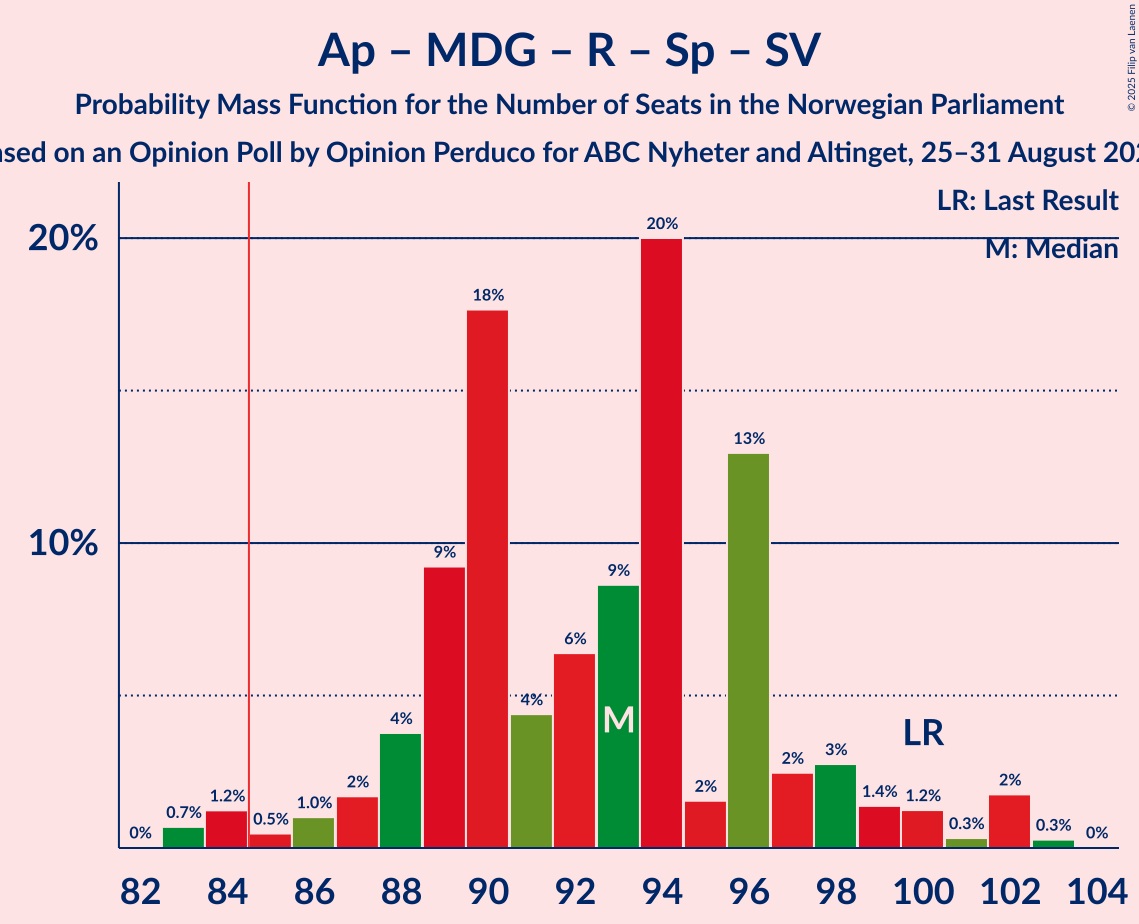 Ap – MDG – R – Sp – SV
Probability Mass Function for the Number of Seats in the Norwegian Parliament
on an Opinion Poll by Opinion Perduco for ABC Nyheter and Altinget, 25–31 August
© 2025 Filip van Laenen
LR: Last Result
M: Median
20%
10%
0% 0.7% 1.2% 0.5% 1.0% 2% 4% 9% 18% 4% 6% 9% 20% 2% 13% 2% 3% 1.4% 1.2% 0.3% 2% 0.3% 0%
M
LR
82 84 86 88 90 92 94 96 98 100 102 104